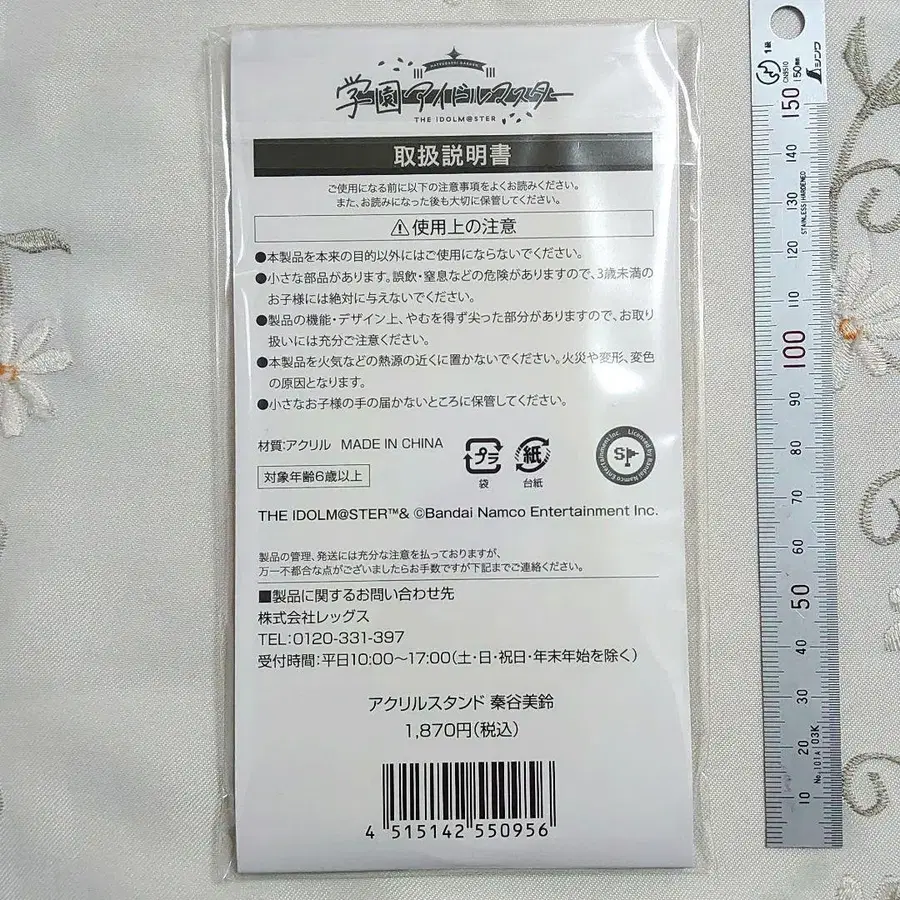 HATSUBOSHI GAKUEN
学園アイドルマスター
THE IDOLM@STER
取扱説明書
ご使用になる前に以下の注意事項をよくお読みください。
また、お読みになった後も大切に保管してください。
⚠使用上の注意
●本製品を本来の目的以外にはご使用にならないでください。
●小さな部品があります。誤飲・窒息などの危険がありますので、3歳未満の
お子様には絶対に与えないでください。
●製品の機能・デザイン上、やむを得ず尖った部分がありますので、お取り
扱いには充分ご注意ください。
●本製品を火気などの熱源の近くに置かないでください。火災や変形、変色
の原因となります。
●小さなお子様の手の届かないところに保管してください。
材質:アクリル MADE IN CHINA
対象年齢6歳以上
プラ
袋
紙
台紙
Licensed by Bandai Namco Entertainment Inc.
THE IDOLM@STER™& ©Bandai Namco Entertainment Inc.
製品の管理、発送には充分な注意を払っておりますが、
万一不都合な点がございましたらお手数ですが下記までご連絡ください。
■製品に関するお問い合わせ先
株式会社レッグス
TEL:0120-331-397
受付時間:平日10:00〜17:00(土・日・祝日・年末年始を除く)
アクリルスタンド 秦谷美鈴
1,870円(税込)
4 515142 550956
1級
150mm
シンワ
150
140
130
STAINLESS HARDENED
120
110
100
90
80
70
60
50
40
30
20
10
No.101A 03K